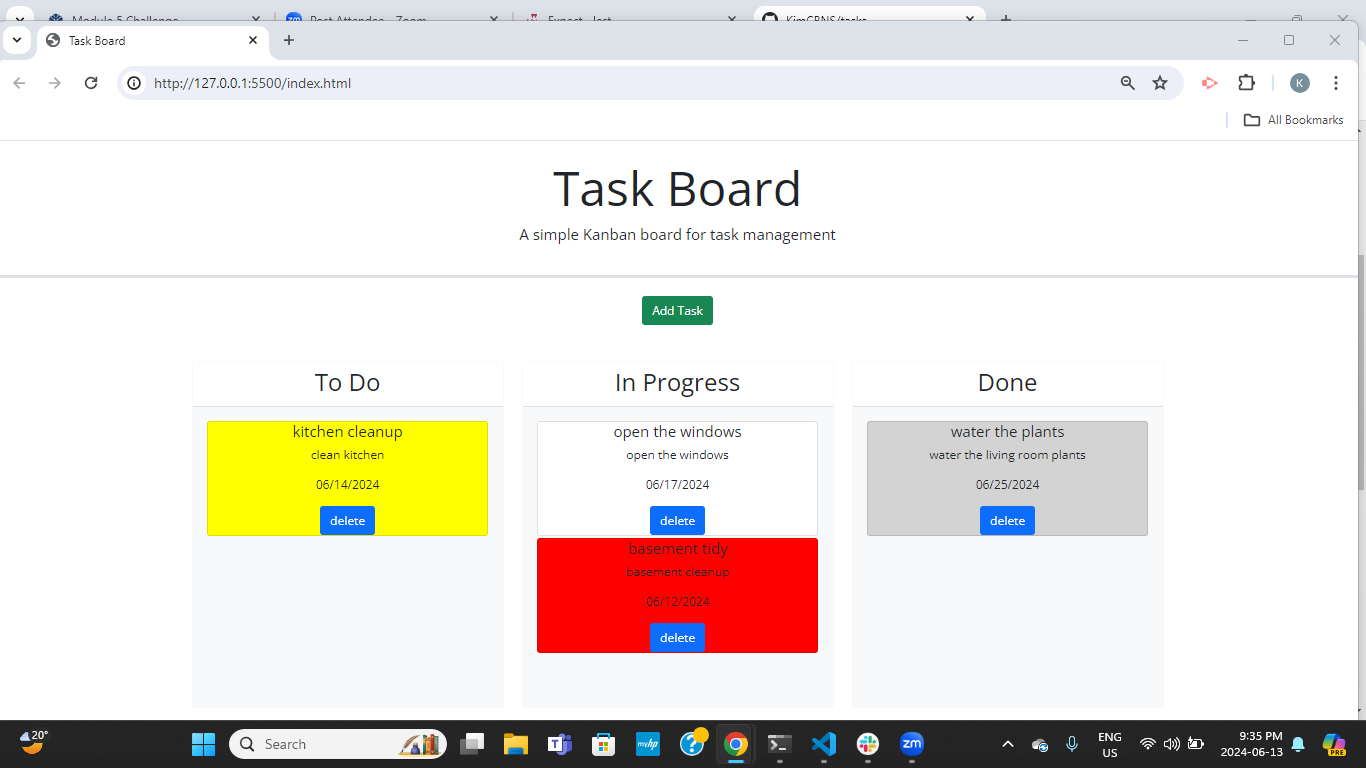 Module 5 Challenge
Post Attendee - Zoom
Expect · Jest
KimCRNS/tasks
Task Board
http://127.0.0.1:5500/index.html
K
All Bookmarks
Task Board
A simple Kanban board for task management
Add Task
To Do
kitchen cleanup
clean kitchen
06/14/2024
delete
In Progress
open the windows
open the windows
06/17/2024
delete
basement tidy
basement cleanup
06/12/2024
delete
Done
water the plants
water the living room plants
06/25/2024
delete
20°
Search
myhp
zm
ENG
US
9:35 PM
2024-06-13
PRE